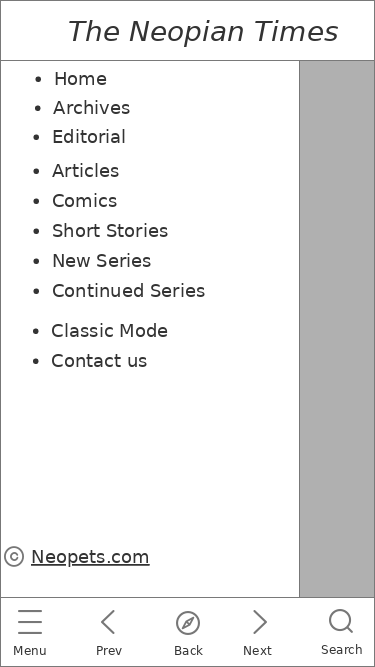 The Neopian Times
• Home
• Archives
• Editorial
• Articles
• Comics
• Short Stories
• New Series
• Continued Series
• Classic Mode
• Contact us
© Neopets.com
Menu Prev Back Next Search